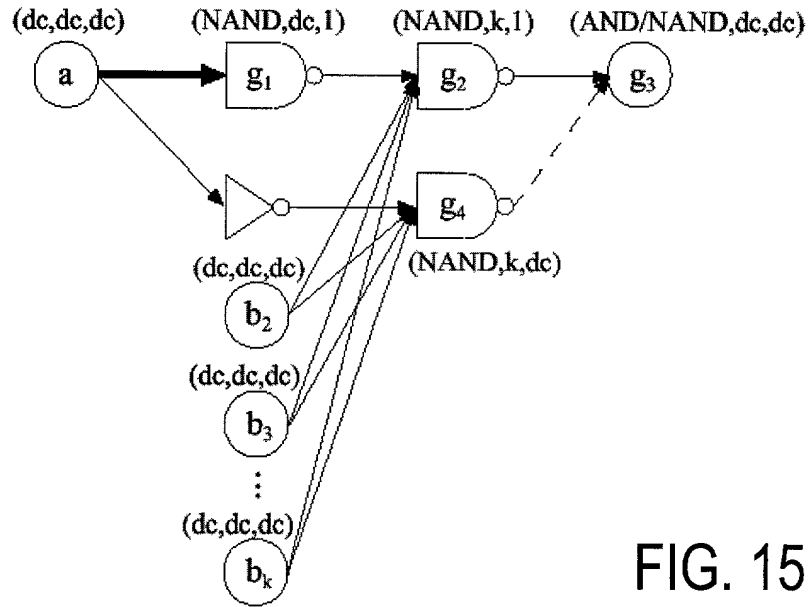 (dc,dc,dc) (NAND,dc,1) (NAND,k,1) (AND/NAND,dc,dc)
a g₁ g₂ g₃
g₄
(dc,dc,dc) (NAND,k,dc)
b₂
(dc,dc,dc)
b₃
⋮
(dc,dc,dc)
bₖ
FIG. 15